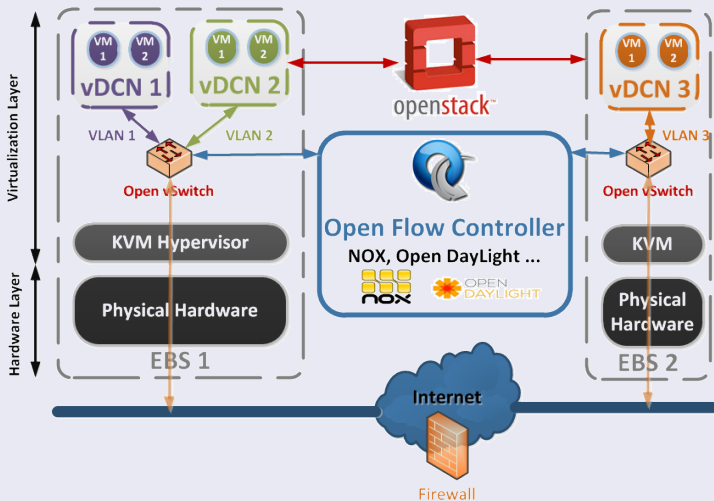 VM 1
VM 2
vDCN 1
VM 1
VM 2
vDCN 2
openstack™
VM 1
VM 2
vDCN 3
VLAN 1
VLAN 2
VLAN 3
Open vSwitch
Open vSwitch
Virtualization Layer
Open Flow Controller
NOX, Open DayLight ...
NOX
OPEN
DAYLIGHT
KVM Hypervisor
KVM
Hardware Layer
Physical Hardware
Physical
Hardware
EBS 1
EBS 2
Internet
Firewall